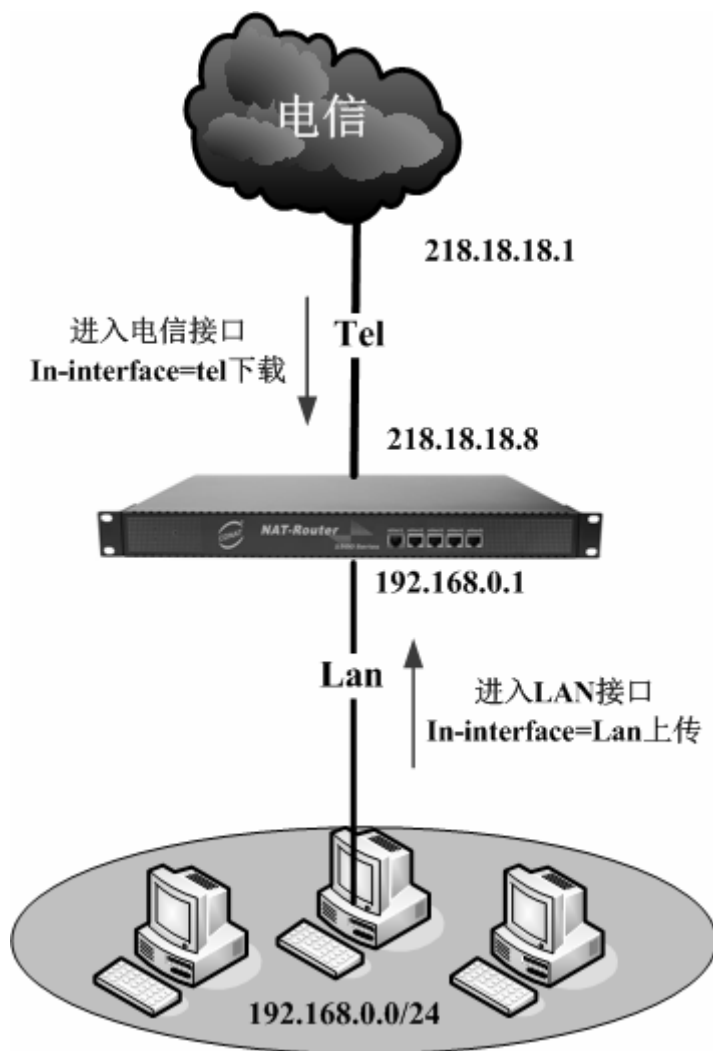 电信
218.18.18.1
进入电信接口
In-interface=tel下载
Tel
218.18.18.8
NAT-Router
192.168.0.1
Lan
进入LAN接口
In-interface=Lan上传
192.168.0.0/24